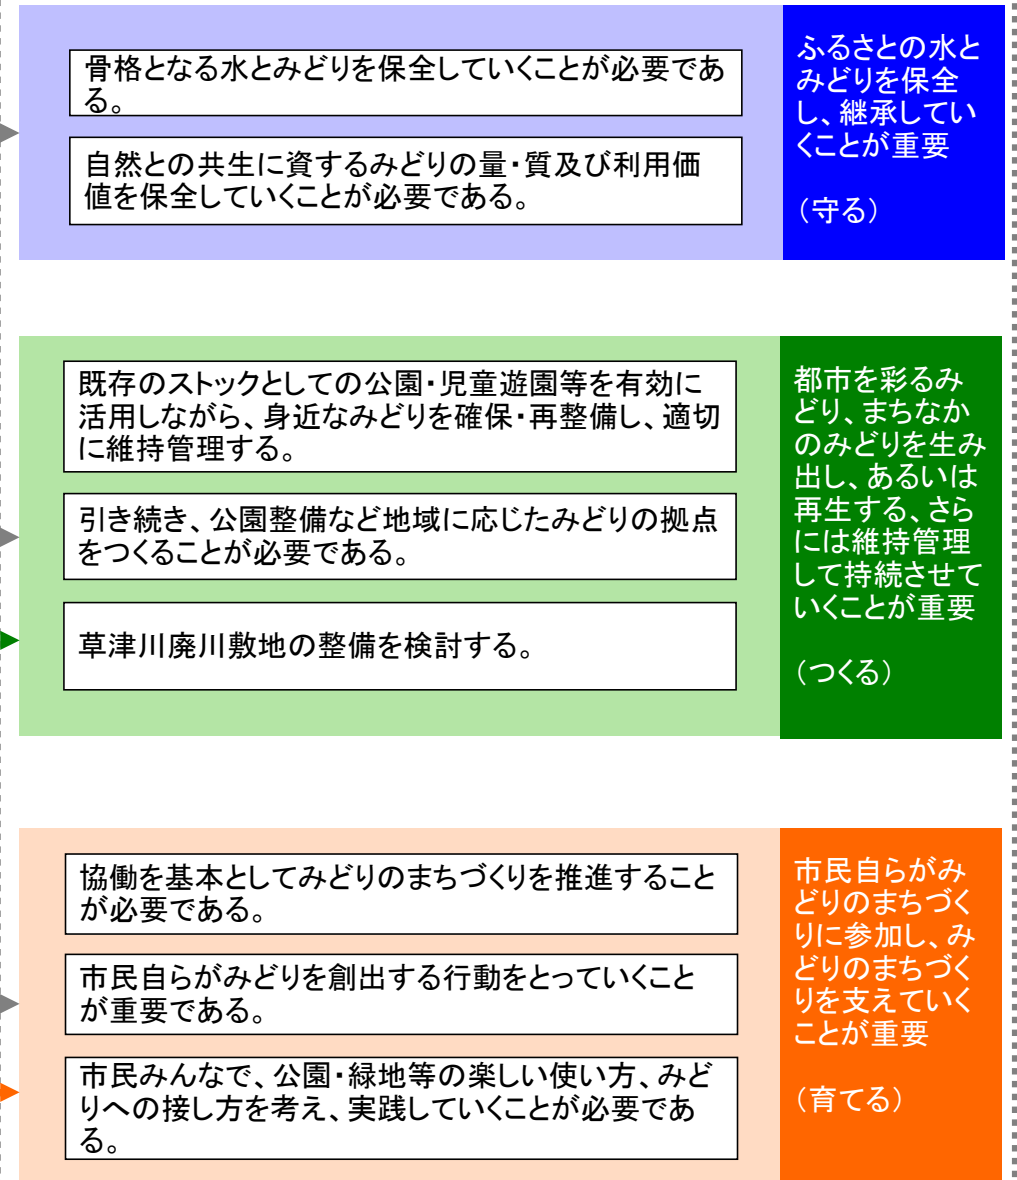 骨格となる水とみどりを保全していくことが必要であ
る。
自然との共生に資するみどりの量・質及び利用価
値を保全していくことが必要である。
ふるさとの水と
みどりを保全
し、継承してい
くことが重要
（守る）
既存のストックとしての公園・児童遊園等を有効に
活用しながら、身近なみどりを確保・再整備し、適切
に維持管理する。
引き続き、公園整備など地域に応じたみどりの拠点
をつくることが必要である。
草津川廃川敷地の整備を検討する。
都市を彩るみ
どり、まちなか
のみどりを生み
出し、あるいは
再生する、さら
には維持管理
して持続させて
いくことが重要
（つくる）
協働を基本としてみどりのまちづくりを推進すること
が必要である。
市民自らがみどりを創出する行動をとっていくこと
が重要である。
市民みんなで、公園・緑地等の楽しい使い方、みど
りへの接し方を考え、実践していくことが必要であ
る。
市民自らがみ
どりのまちづく
りに参加し、み
どりのまちづく
りを支えていく
ことが重要
（育てる）